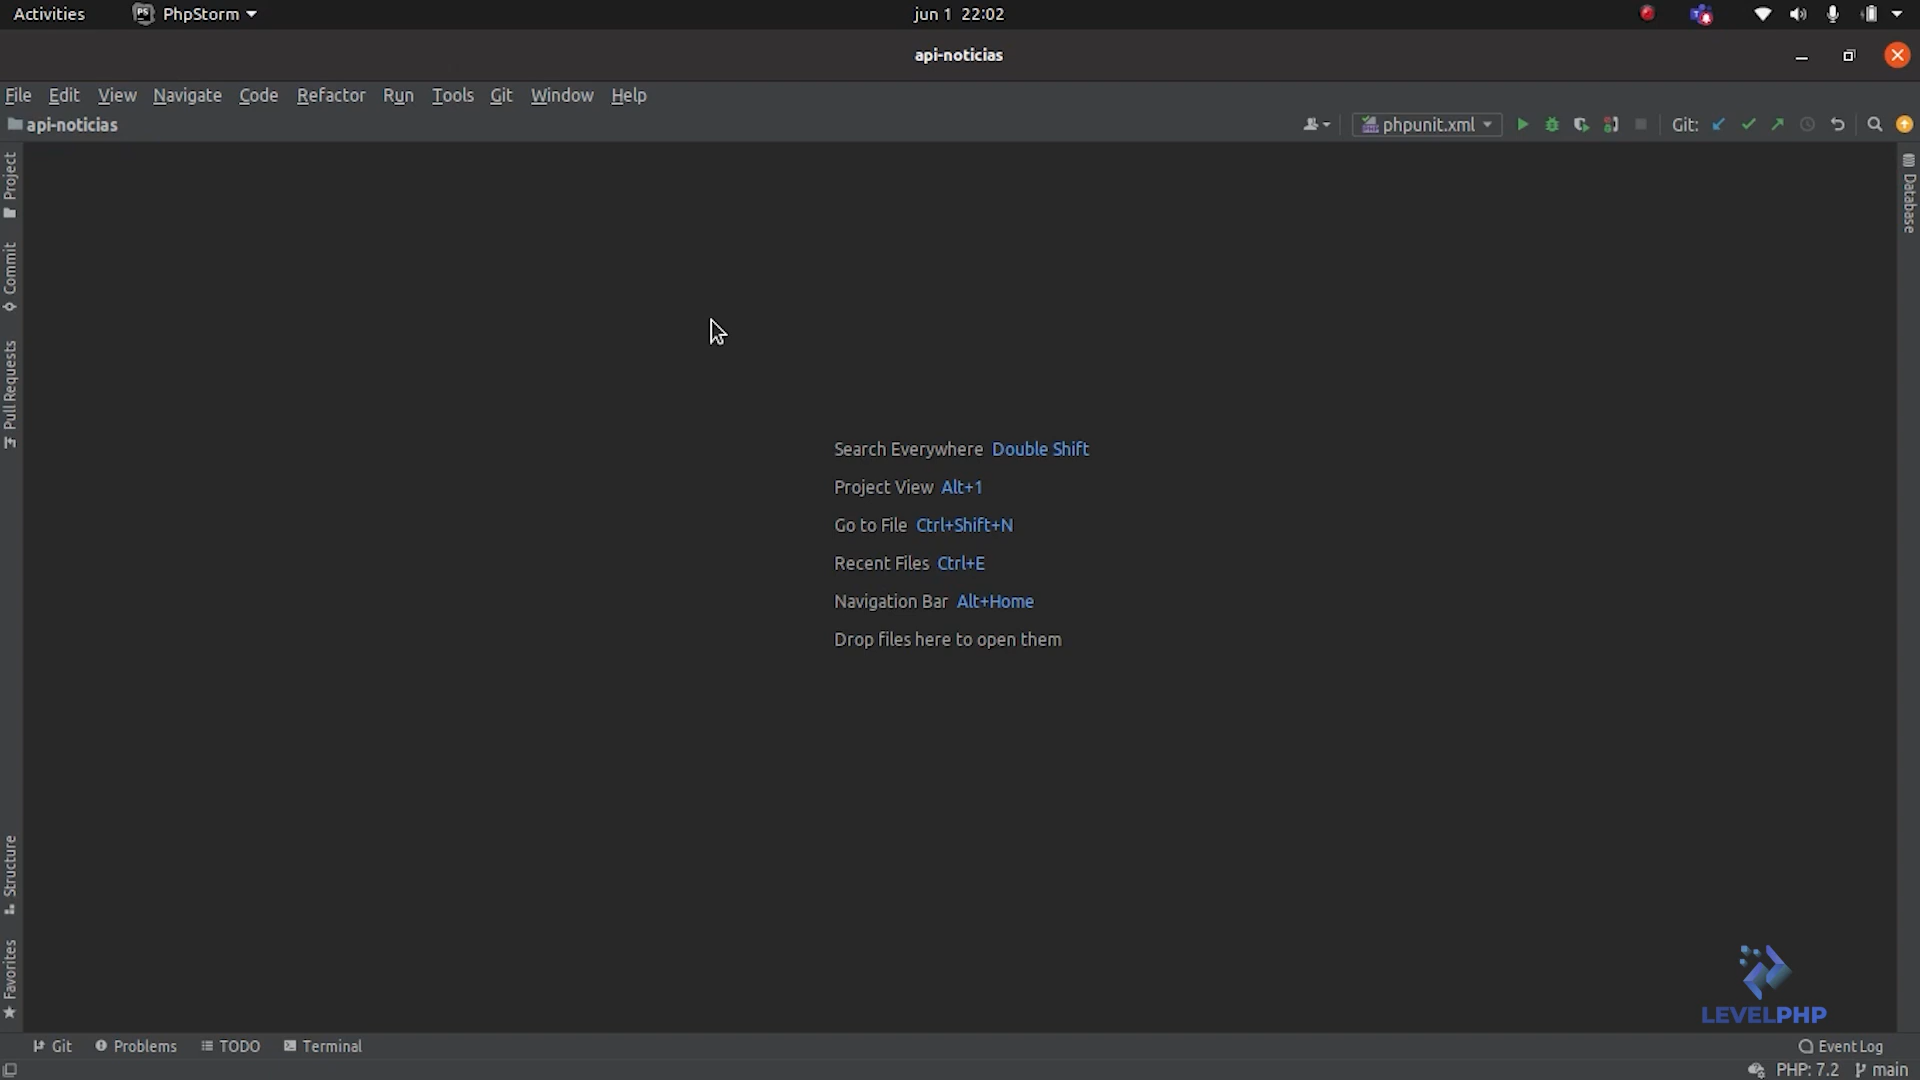 Activities PhpStorm jun 1 22:02
api-noticias
File Edit View Navigate Code Refactor Run Tools Git Window Help
api-noticias phpunit.xml Git:
Project
Commit
Pull Requests
Structure
Favorites
Database
Search Everywhere Double Shift
Project View Alt+1
Go to File Ctrl+Shift+N
Recent Files Ctrl+E
Navigation Bar Alt+Home
Drop files here to open them
LEVELPHP
Git Problems TODO Terminal Event Log
PHP: 7.2 main